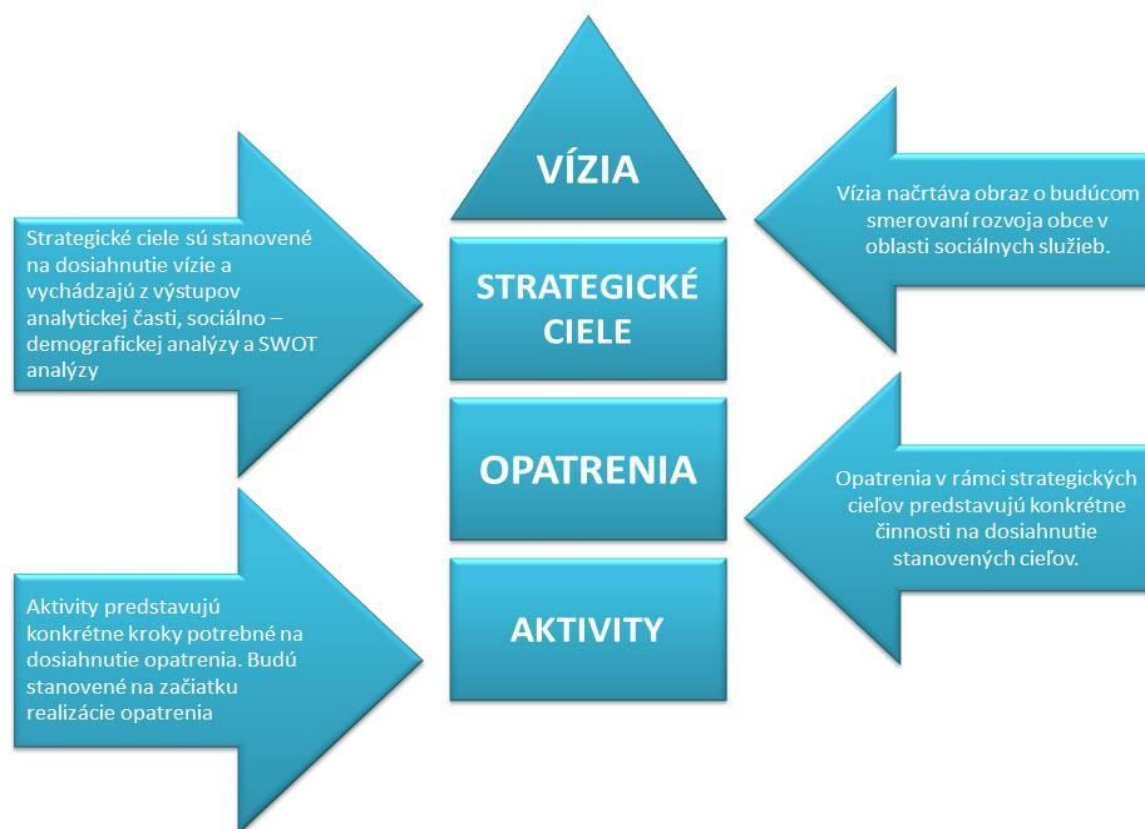 VÍZIA
Vízia načrtáva obraz o budúcom
smerovaní rozvoja obce v
oblasti sociálnych služieb.
Strategické ciele sú stanovené
na dosiahnutie vízie a
vychádzajú z výstupov
analytickej časti, sociálno –
demografickej analýzy a SWOT
analýzy
STRATEGICKÉ
CIELE
OPATRENIA
Opatrenia v rámci strategických
cieľov predstavujú konkrétne
činnosti na dosiahnutie
stanovených cieľov.
Aktivity predstavujú
konkrétne kroky potrebné na
dosiahnutie opatrenia. Budú
stanovené na začiatku
realizácie opatrenia
AKTIVITY